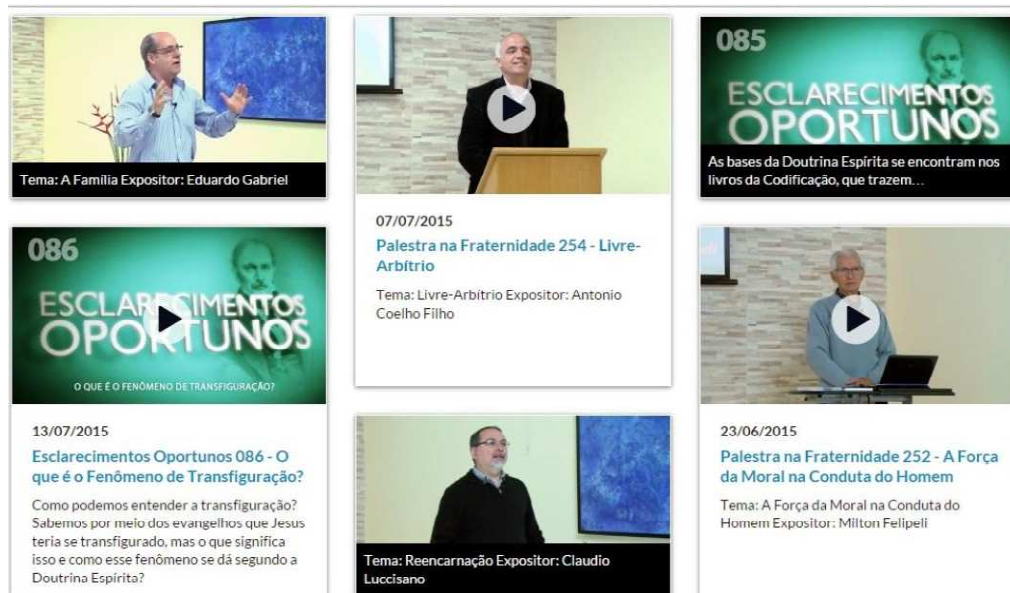 Tema: A Família Expositor: Eduardo Gabriel
086
ESCLARECIMENTOS
OPORTUNOS
O QUE É O FENÔMENO DE TRANSFIGURAÇÃO?
13/07/2015
Esclarecimentos Oportunos 086 - O
que é o Fenômeno de Transfiguração?
Como podemos entender a transfiguração?
Sabemos por meio dos evangelhos que Jesus
teria se transfigurado, mas o que significa
isso e como esse fenômeno se dá segundo a
Doutrina Espírita?
07/07/2015
Palestra na Fraternidade 254 - Livre-
Arbítrio
Tema: Livre-Arbítrio Expositor: Antonio
Coelho Filho
Tema: Reencarnação Expositor: Claudio
Luccisano
085
ESCLARECIMENTOS
OPORTUNOS
As bases da Doutrina Espírita se encontram nos
livros da Codificação, que trazem…
23/06/2015
Palestra na Fraternidade 252 - A Força
da Moral na Conduta do Homem
Tema: A Força da Moral na Conduta do
Homem Expositor: Milton Felipeli